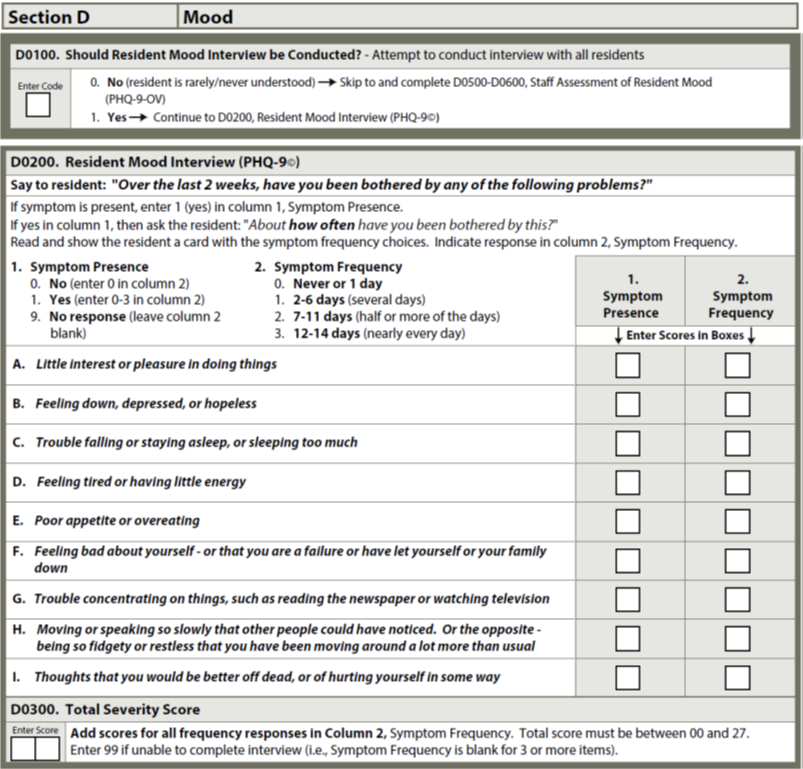 Section D Mood
D0100. Should Resident Mood Interview be Conducted? - Attempt to conduct interview with all residents
Enter Code
0. No (resident is rarely/never understood) → Skip to and complete D0500-D0600, Staff Assessment of Resident Mood
(PHQ-9-OV)
1. Yes → Continue to D0200, Resident Mood Interview (PHQ-9©)
D0200. Resident Mood Interview (PHQ-9©)
Say to resident: "Over the last 2 weeks, have you been bothered by any of the following problems?"
If symptom is present, enter 1 (yes) in column 1, Symptom Presence.
If yes in column 1, then ask the resident: "About how often have you been bothered by this?"
Read and show the resident a card with the symptom frequency choices. Indicate response in column 2, Symptom Frequency.
1. Symptom Presence
0. No (enter 0 in column 2)
1. Yes (enter 0-3 in column 2)
9. No response (leave column 2
blank)
2. Symptom Frequency
0. Never or 1 day
1. 2-6 days (several days)
2. 7-11 days (half or more of the days)
3. 12-14 days (nearly every day)
1.
Symptom
Presence
2.
Symptom
Frequency
↓ Enter Scores in Boxes ↓
A. Little interest or pleasure in doing things
B. Feeling down, depressed, or hopeless
C. Trouble falling or staying asleep, or sleeping too much
D. Feeling tired or having little energy
E. Poor appetite or overeating
F. Feeling bad about yourself - or that you are a failure or have let yourself or your family
down
G. Trouble concentrating on things, such as reading the newspaper or watching television
H. Moving or speaking so slowly that other people could have noticed. Or the opposite -
being so fidgety or restless that you have been moving around a lot more than usual
I. Thoughts that you would be better off dead, or of hurting yourself in some way
D0300. Total Severity Score
Enter Score
Add scores for all frequency responses in Column 2, Symptom Frequency. Total score must be between 00 and 27.
Enter 99 if unable to complete interview (i.e., Symptom Frequency is blank for 3 or more items).